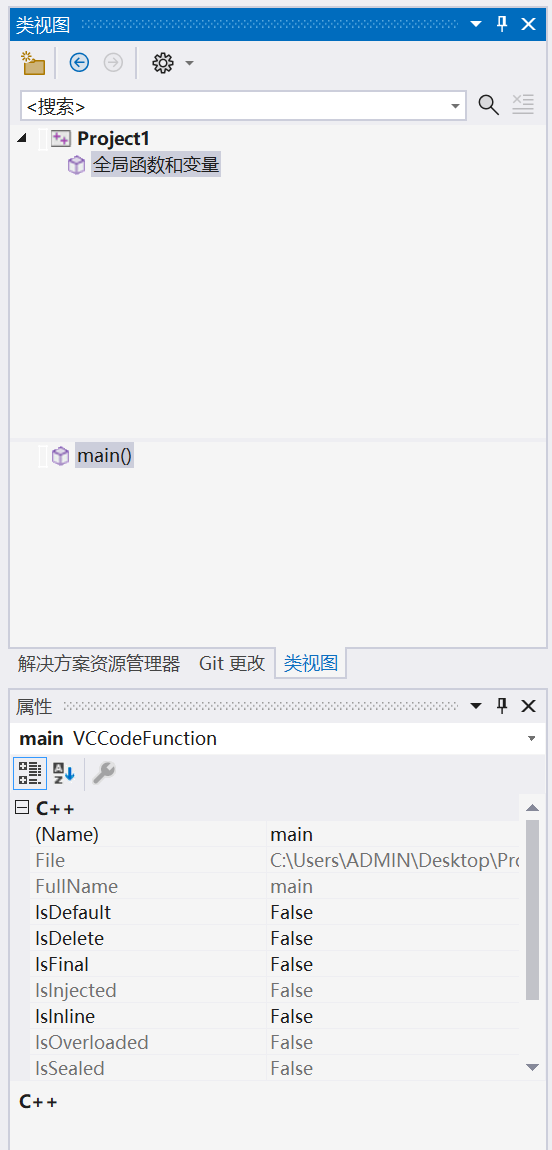 类视图
<搜索>
Project1
全局函数和变量
main()
解决方案资源管理器 Git 更改 类视图
属性
main VCCodeFunction
C++
(Name) main
File C:\Users\ADMIN\Desktop\Pro
FullName main
IsDefault False
IsDelete False
IsFinal False
IsInjected False
IsInline False
IsOverloaded False
IsSealed False
C++